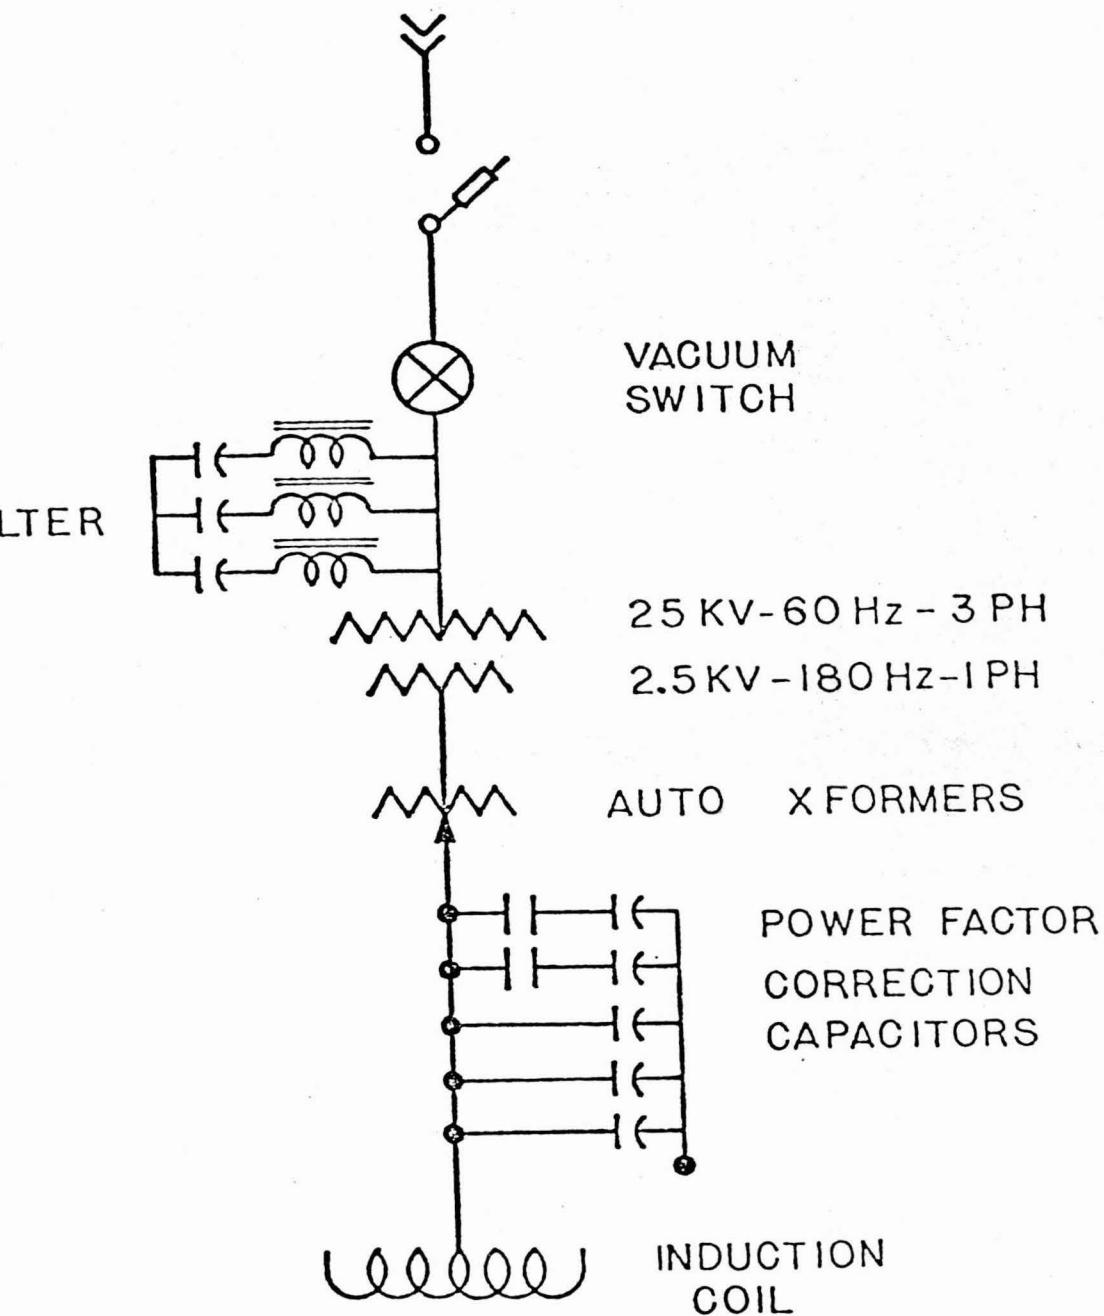 VACUUM
SWITCH
LTER
25 KV-60 Hz - 3 PH
2.5 KV-180 Hz-1 PH
AUTO X FORMERS
POWER FACTOR
CORRECTION
CAPACITORS
INDUCTION
COIL